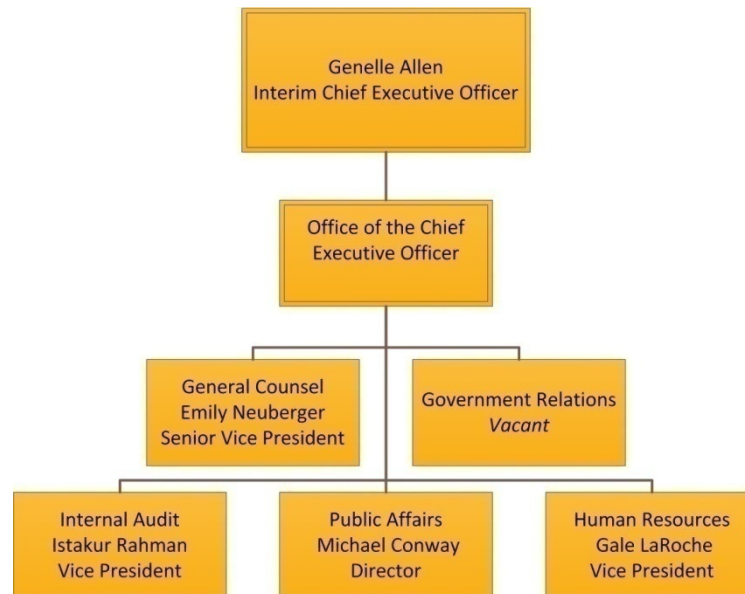 Genelle Allen
Interim Chief Executive Officer
Office of the Chief
Executive Officer
General Counsel
Emily Neuberger
Senior Vice President
Government Relations
Vacant
Internal Audit
Istakur Rahman
Vice President
Public Affairs
Michael Conway
Director
Human Resources
Gale LaRoche
Vice President